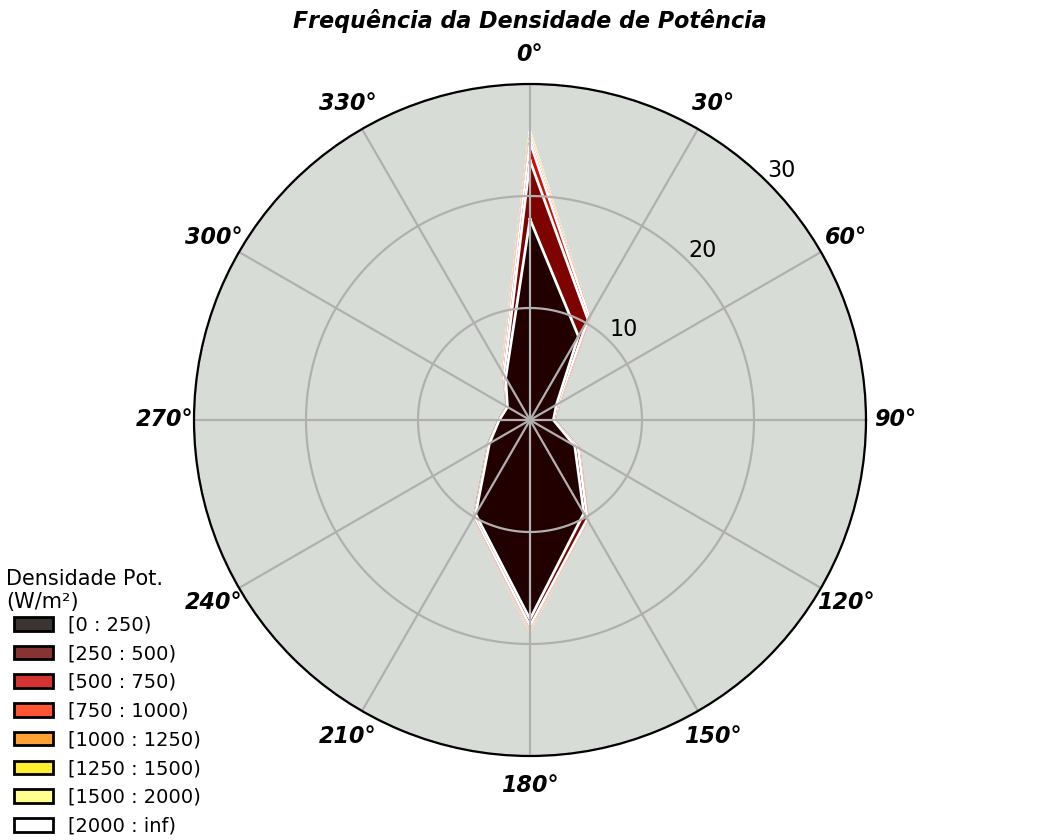 Frequência da Densidade de Potência
0°
330°
30°
30
300°
60°
20
10
270°
90°
240°
120°
210°
150°
180°
Densidade Pot.
(W/m²)
[0 : 250)
[250 : 500)
[500 : 750)
[750 : 1000)
[1000 : 1250)
[1250 : 1500)
[1500 : 2000)
[2000 : inf)